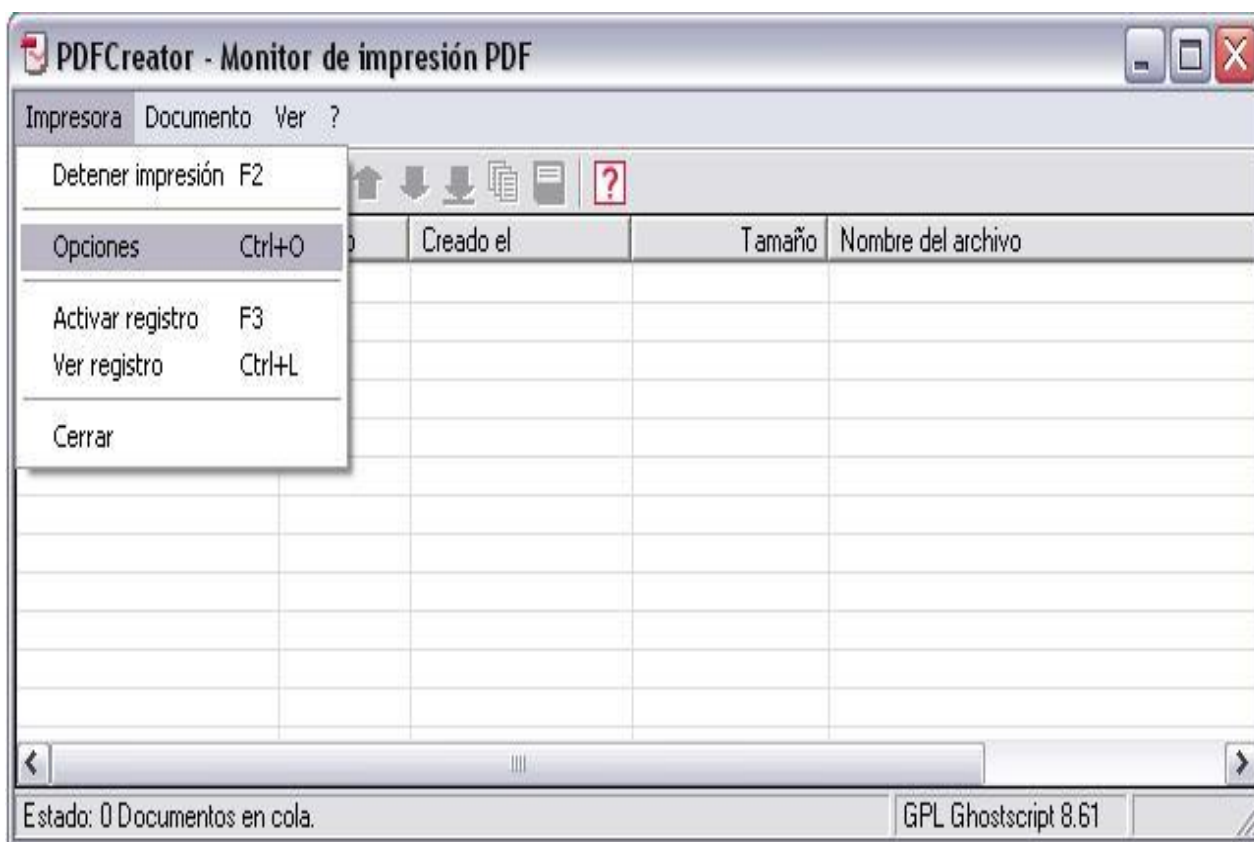 PDFCreator - Monitor de impresión PDF
Impresora Documento Ver ?
Detener impresión F2
?
Opciones Ctrl+O
Creado el Tamaño Nombre del archivo
Activar registro F3
Ver registro Ctrl+L
Cerrar
Estado: 0 Documentos en cola. GPL Ghostscript 8.61